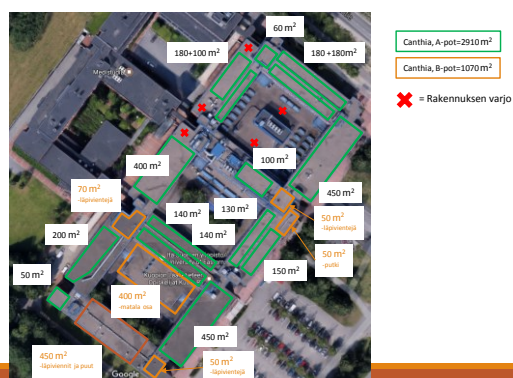 60 m²
180+100 m²
180 +180m²
Canthia, A-pot=2910 m²
Canthia, B-pot=1070 m²
= Rakennuksen varjo
400 m²
100 m²
70 m²
-läpivientejä
130 m²
450 m²
140 m²
140 m²
50 m²
-läpivientejä
200 m²
50 m²
-putki
50 m²
150 m²
400 m²
-matala osa
450 m²
450 m²
-läpiviennit ja puut
50 m²
-läpivientejä
Google